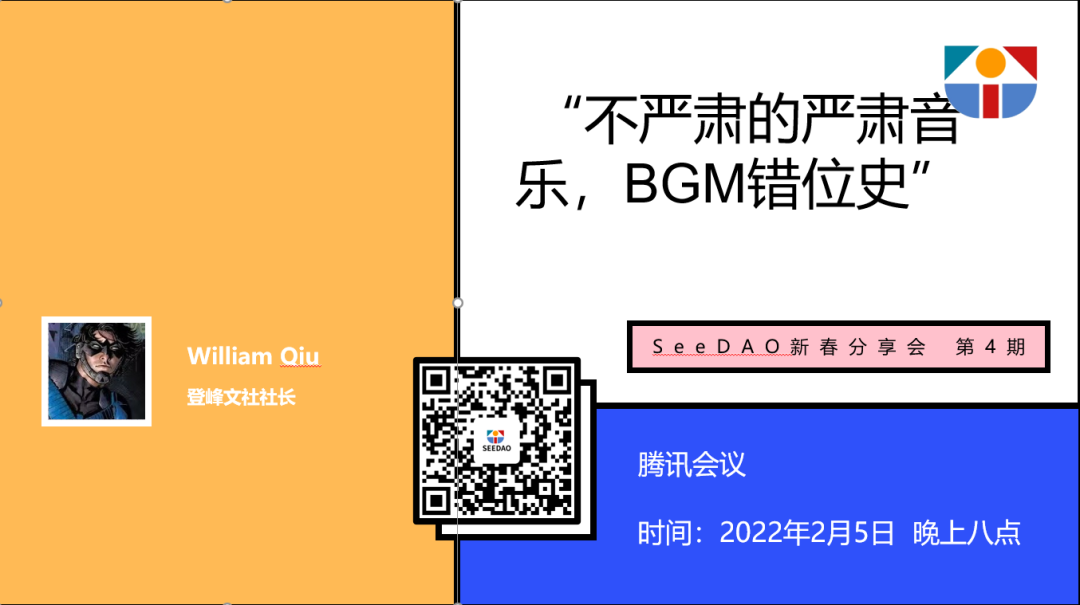 “不严肃的严肃音
乐，BGM错位史”
SeeDAO新春分享会 第4期
William Qiu
登峰文社社长
SEEDAO
腾讯会议
时间：2022年2月5日 晚上八点